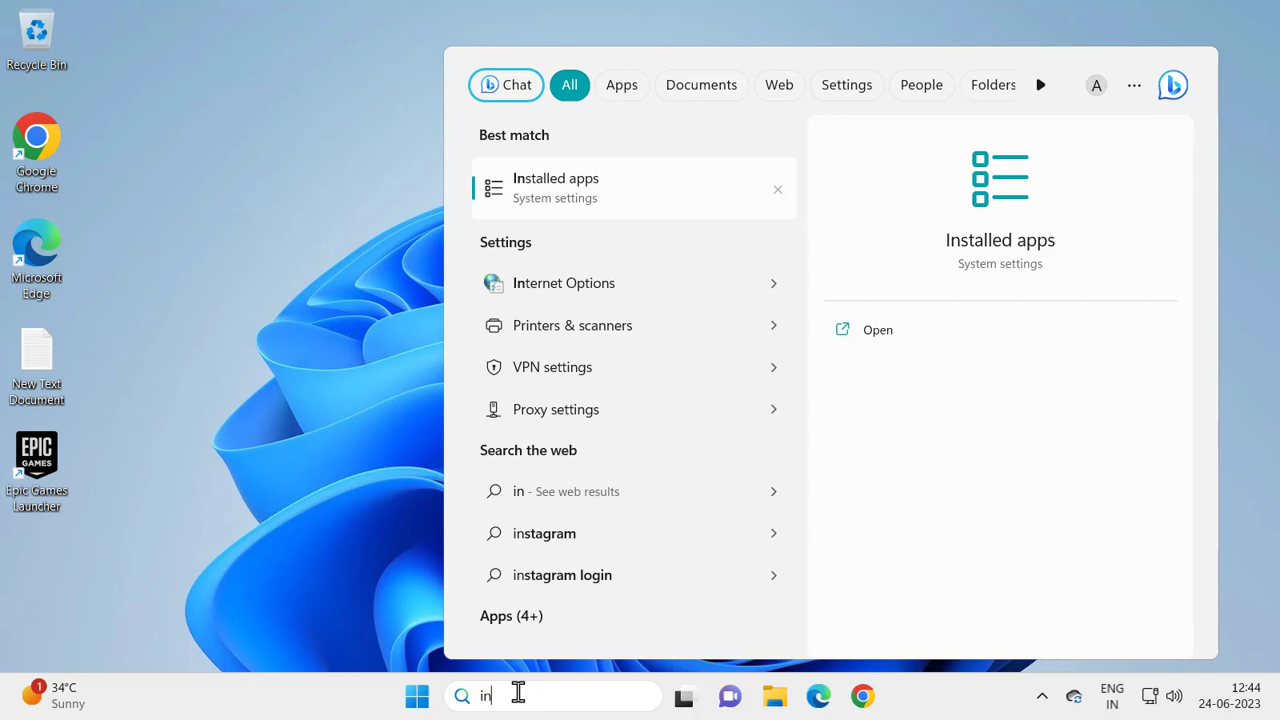 Recycle Bin
Google
Chrome
Microsoft
Edge
New Text
Document
EPIC
GAMES
Epic Games
Launcher
Chat
All
Apps
Documents
Web
Settings
People
Folders
A
Best match
Installed apps
System settings
Settings
Internet Options
Printers & scanners
VPN settings
Proxy settings
Search the web
in - See web results
instagram
instagram login
Apps (4+)
Installed apps
System settings
Open
1
34°C
Sunny
in
ENG
IN
12:44
24-06-2023